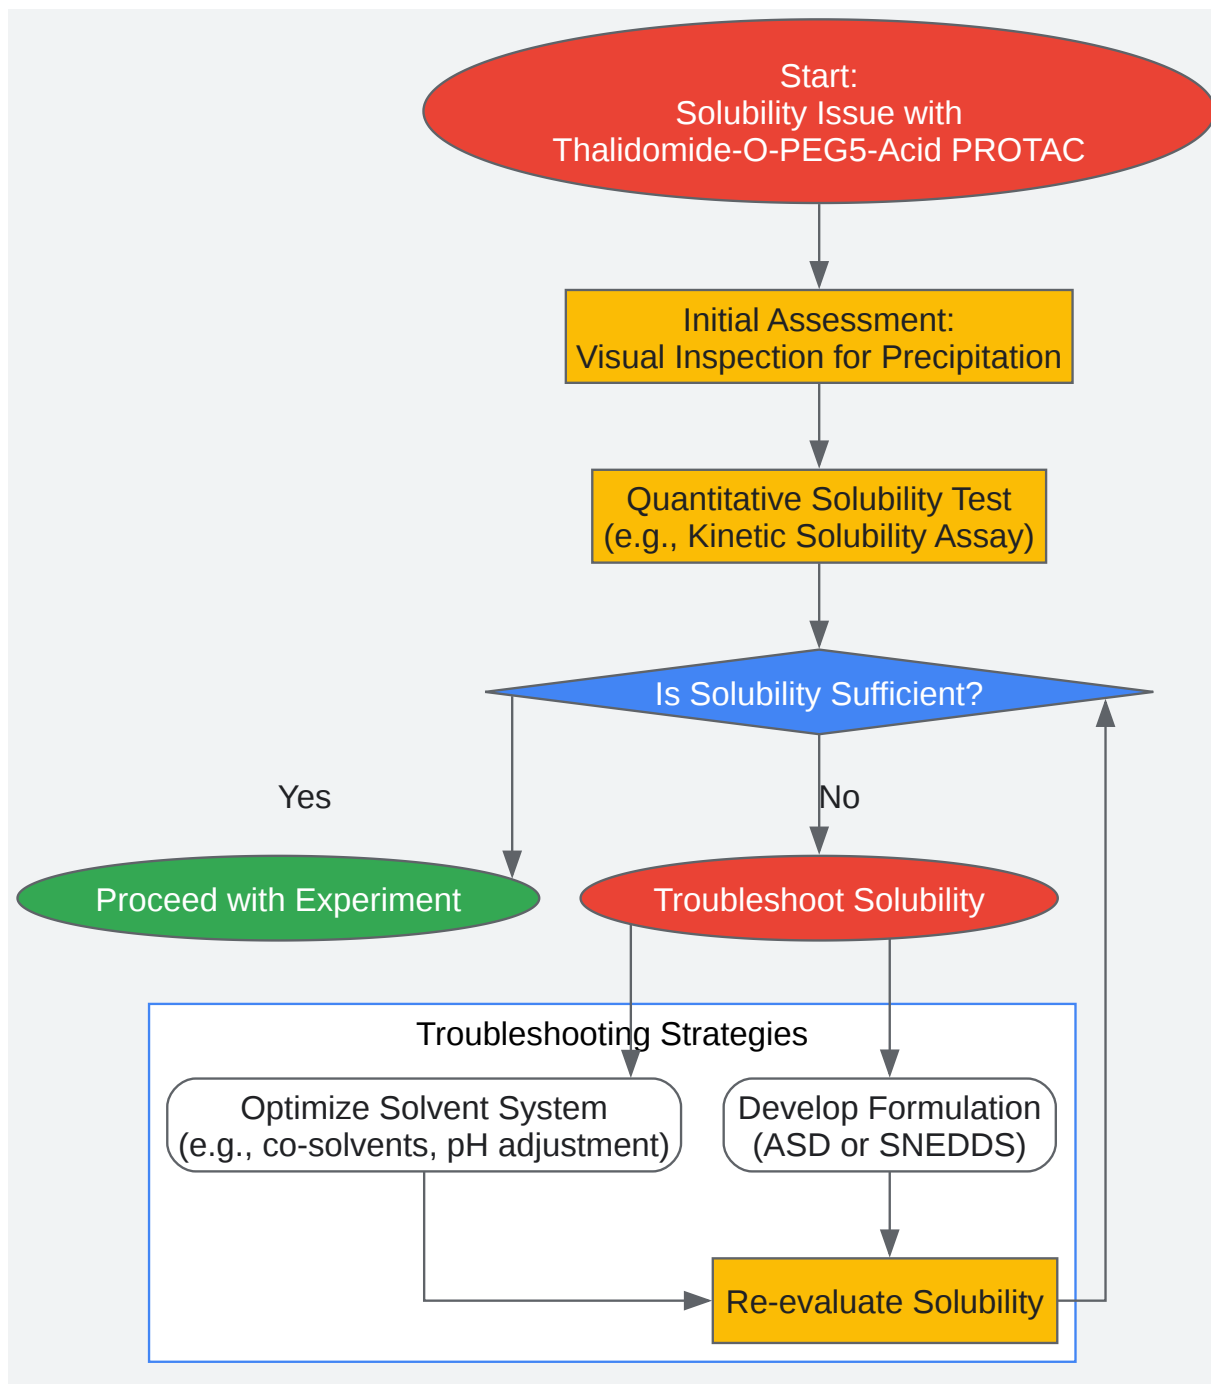 Start:
Solubility Issue with
Thalidomide-O-PEG5-Acid PROTAC
Initial Assessment:
Visual Inspection for Precipitation
Quantitative Solubility Test
(e.g., Kinetic Solubility Assay)
Is Solubility Sufficient?
Yes
No
Proceed with Experiment
Troubleshoot Solubility
Troubleshooting Strategies
Optimize Solvent System
(e.g., co-solvents, pH adjustment)
Develop Formulation
(ASD or SNEDDS)
Re-evaluate Solubility